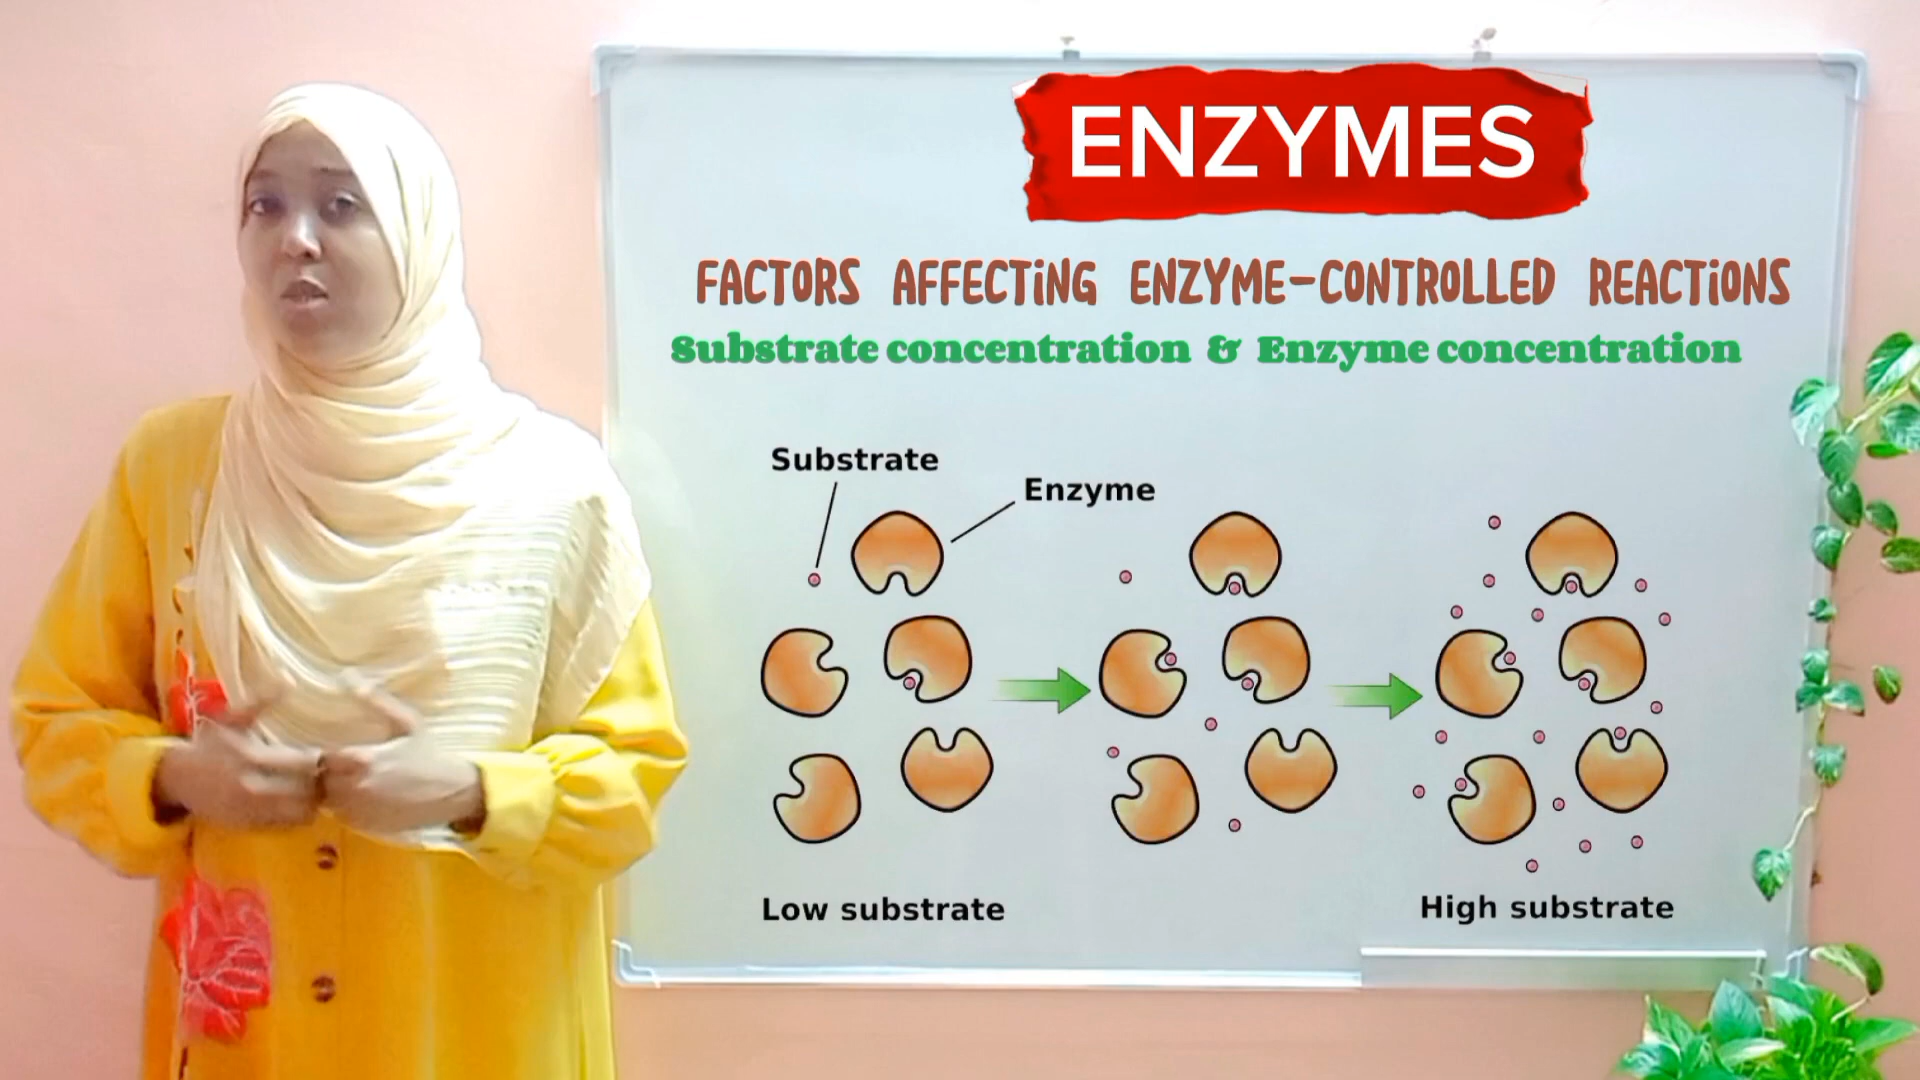 ENZYMES
FACTORS AFFECTING ENZYME-CONTROLLED REACTIONS
Substrate concentration & Enzyme concentration
Substrate
Enzyme
Low substrate
High substrate